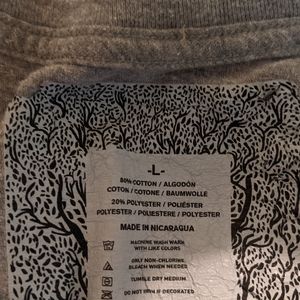 -L-
80% COTTON / ALGODÓN
COTON / COTONE / BAUMWOLLE
20% POLYESTER / POLIÉSTER
POLYESTER / POLIESTERE / POLYESTER
MADE IN NICARAGUA
MACHINE WASH WARM
WITH LIKE COLORS
ONLY NON-CHLORINE
BLEACH WHEN NEEDED
TUMBLE DRY MEDIUM
DO NOT IRON IF DECORATED